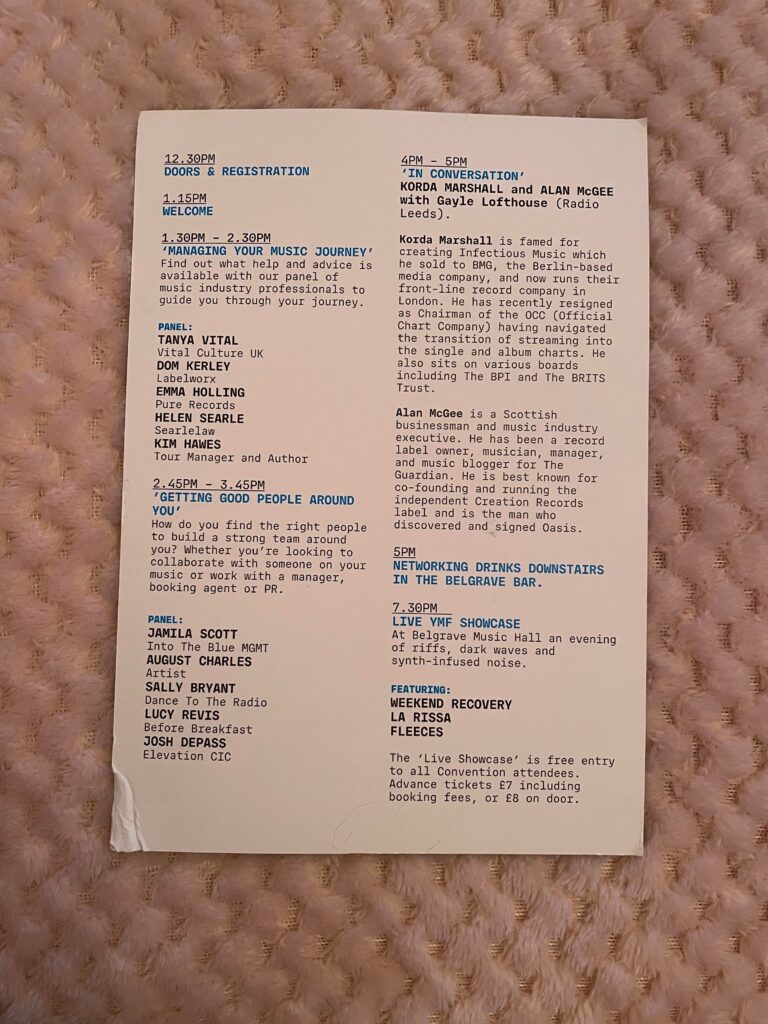 12.30PM
DOORS & REGISTRATION
1.15PM
WELCOME
1.30PM – 2.30PM
‘MANAGING YOUR MUSIC JOURNEY’
Find out what help and advice is
available with our panel of
music industry professionals to
guide you through your journey.
PANEL:
TANYA VITAL
Vital Culture UK
DOM KERLEY
Labelworx
EMMA HOLLING
Pure Records
HELEN SEARLE
Searlelaw
KIM HAWES
Tour Manager and Author
2.45PM – 3.45PM
’GETTING GOOD PEOPLE AROUND
YOU’
How do you find the right people
to build a strong team around
you? Whether you’re looking to
collaborate with someone on your
music or work with a manager,
booking agent or PR.
PANEL:
JAMILA SCOTT
Into The Blue MGMT
AUGUST CHARLES
Artist
SALLY BRYANT
Dance To The Radio
LUCY REVIS
Before Breakfast
JOSH DEPASS
Elevation CIC
4PM – 5PM
‘IN CONVERSATION’
KORDA MARSHALL and ALAN McGEE
with Gayle Lofthouse (Radio
Leeds).
Korda Marshall is famed for
creating Infectious Music which
he sold to BMG, the Berlin-based
media company, and now runs their
front-line record company in
London. He has recently resigned
as Chairman of the OCC (Official
Chart Company) having navigated
the transition of streaming into
the single and album charts. He
also sits on various boards
including The BPI and The BRITS
Trust.
Alan McGee is a Scottish
businessman and music industry
executive. He has been a record
label owner, musician, manager,
and music blogger for The
Guardian. He is best known for
co-founding and running the
independent Creation Records
label and is the man who
discovered and signed Oasis.
5PM
NETWORKING DRINKS DOWNSTAIRS
IN THE BELGRAVE BAR.
7.30PM
LIVE YMF SHOWCASE
At Belgrave Music Hall an evening
of riffs, dark waves and
synth-infused noise.
FEATURING:
WEEKEND RECOVERY
LA RISSA
FLEECES
The ‘Live Showcase’ is free entry
to all Convention attendees.
Advance tickets £7 including
booking fees, or £8 on door.